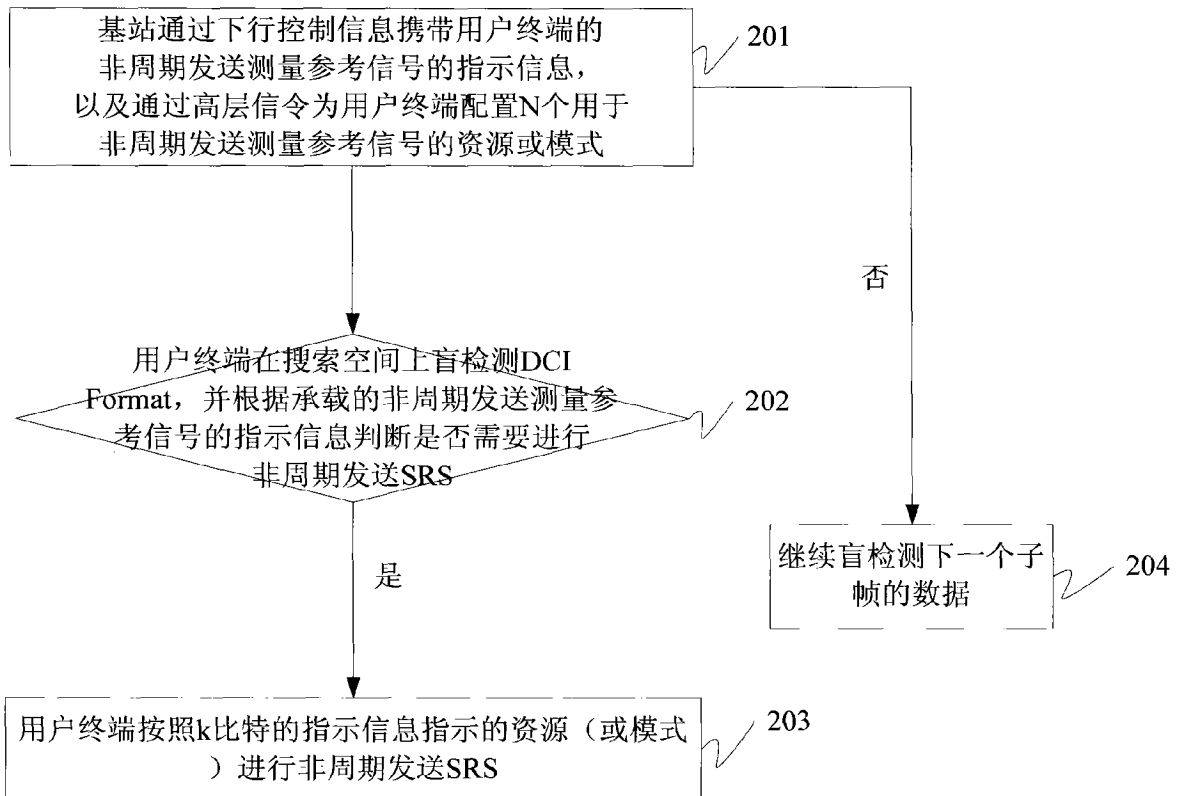 基站通过下行控制信息携带用户终端的
非周期发送测量参考信号的指示信息，
以及通过高层信令为用户终端配置N个用于
非周期发送测量参考信号的资源或模式
201
否
用户终端在搜索空间上盲检测DCI
Format，并根据承载的非周期发送测量参
考信号的指示信息判断是否需要进行
非周期发送SRS
202
继续盲检测下一个子
帧的数据
204
是
用户终端按照k比特的指示信息指示的资源（或模式
）进行非周期发送SRS
203